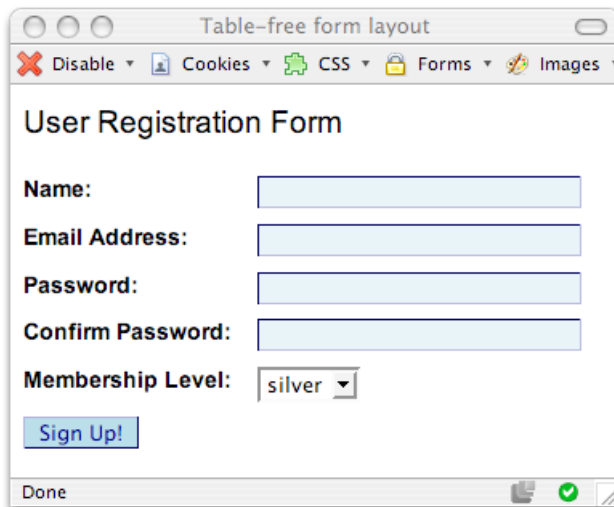 Table-free form layout
Disable Cookies CSS Forms Images
User Registration Form
Name:
Email Address:
Password:
Confirm Password:
Membership Level: silver
Sign Up!
Done